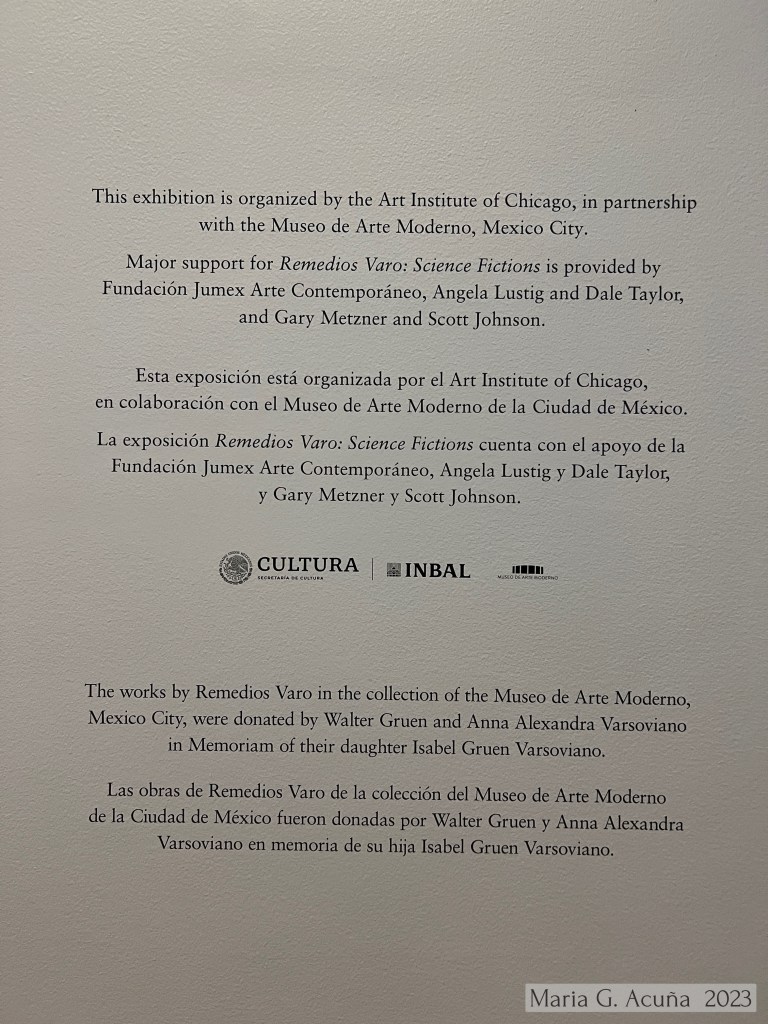 This exhibition is organized by the Art Institute of Chicago, in partnership
with the Museo de Arte Moderno, Mexico City.
Major support for Remedios Varo: Science Fictions is provided by
Fundación Jumex Arte Contemporáneo, Angela Lustig and Dale Taylor,
and Gary Metzner and Scott Johnson.
Esta exposición está organizada por el Art Institute of Chicago,
en colaboración con el Museo de Arte Moderno de la Ciudad de México.
La exposición Remedios Varo: Science Fictions cuenta con el apoyo de la
Fundación Jumex Arte Contemporáneo, Angela Lustig y Dale Taylor,
y Gary Metzner y Scott Johnson.
CULTURA
SECRETARÍA DE CULTURA
INBAL
MUSEO DE ARTE MODERNO
The works by Remedios Varo in the collection of the Museo de Arte Moderno,
Mexico City, were donated by Walter Gruen and Anna Alexandra Varsoviano
in Memoriam of their daughter Isabel Gruen Varsoviano.
Las obras de Remedios Varo de la colección del Museo de Arte Moderno
de la Ciudad de México fueron donadas por Walter Gruen y Anna Alexandra
Varsoviano en memoria de su hija Isabel Gruen Varsoviano.
Maria G. Acuña 2023